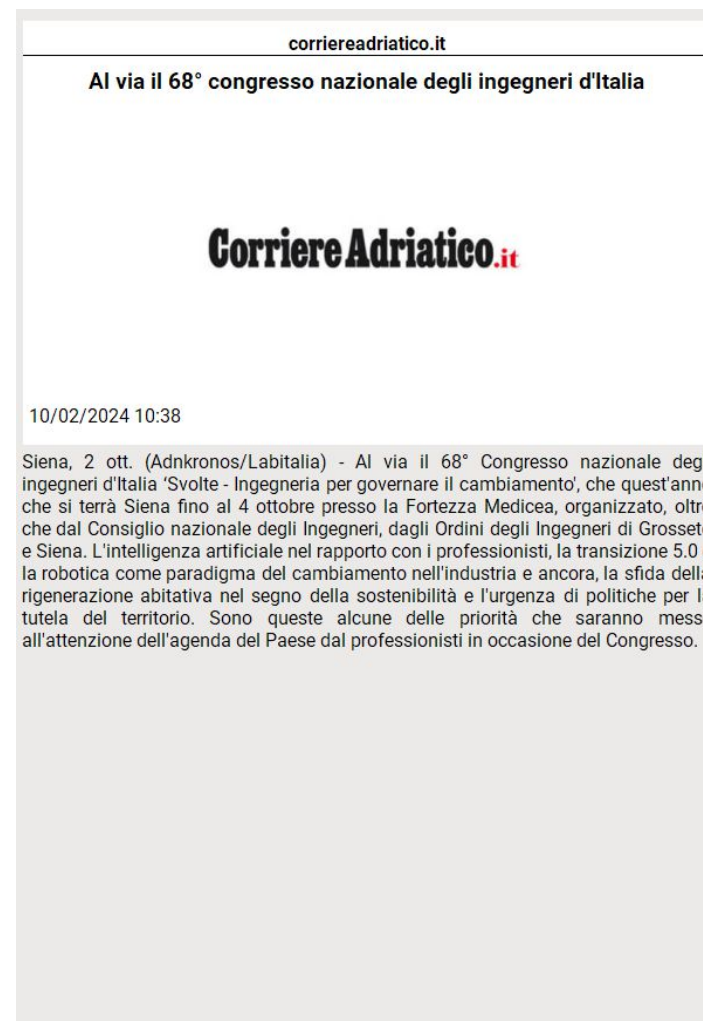 corriereadriatico.it
Al via il 68° congresso nazionale degli ingegneri d'Italia
Corriere Adriatico.it
10/02/2024 10:38
Siena, 2 ott. (Adnkronos/Labitalia) - Al via il 68° Congresso nazionale deg
ingegneri d'Italia ‘Svolte - Ingegneria per governare il cambiamento', che quest'ann
che si terrà Siena fino al 4 ottobre presso la Fortezza Medicea, organizzato, oltr
che dal Consiglio nazionale degli Ingegneri, dagli Ordini degli Ingegneri di Grosset
e Siena. L'intelligenza artificiale nel rapporto con i professionisti, la transizione 5.0
la robotica come paradigma del cambiamento nell'industria e ancora, la sfida della
rigenerazione abitativa nel segno della sostenibilità e l'urgenza di politiche per l
tutela del territorio. Sono queste alcune delle priorità che saranno mess
all'attenzione dell'agenda del Paese dal professionisti in occasione del Congresso.